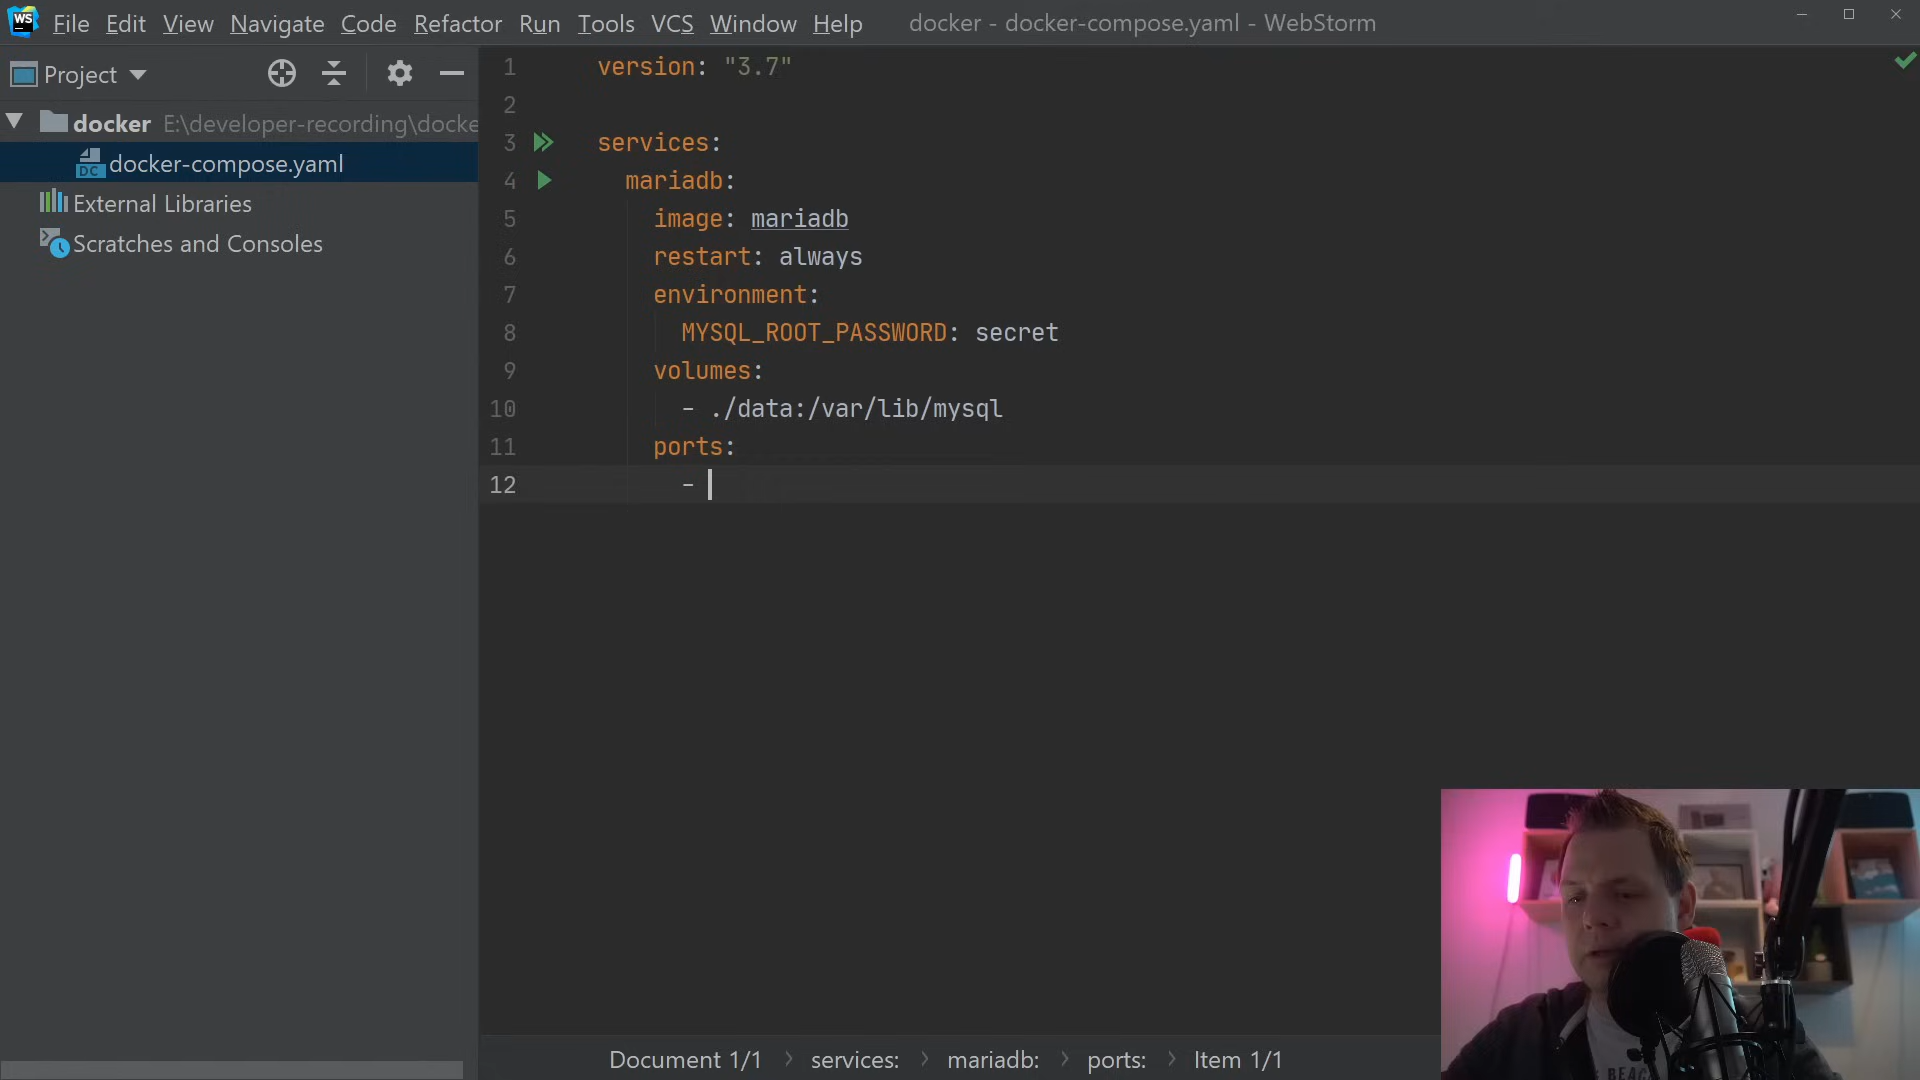 WS File Edit View Navigate Code Refactor Run Tools VCS Window Help docker - docker-compose.yaml - WebStorm
Project
docker E:\developer-recording\docke
DC docker-compose.yaml
External Libraries
Scratches and Consoles
1 version: "3.7"
2
3 services:
4 mariadb:
5 image: mariadb
6 restart: always
7 environment:
8 MYSQL_ROOT_PASSWORD: secret
9 volumes:
10 - ./data:/var/lib/mysql
11 ports:
12 -
Document 1/1 › services: › mariadb: › ports: › Item 1/1